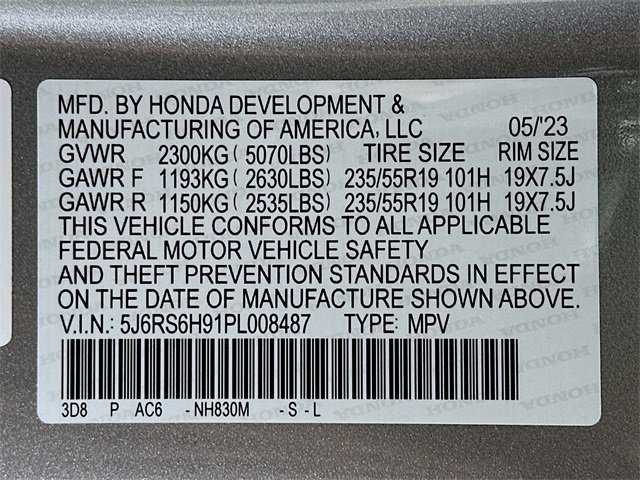 MFD. BY HONDA DEVELOPMENT &
MANUFACTURING OF AMERICA, LLC 05/'23
GVWR 2300KG ( 5070LBS) TIRE SIZE RIM SIZE
GAWR F 1193KG ( 2630LBS) 235/55R19 101H 19X7.5J
GAWR R 1150KG ( 2535LBS) 235/55R19 101H 19X7.5J
THIS VEHICLE CONFORMS TO ALL APPLICABLE
FEDERAL MOTOR VEHICLE SAFETY
AND THEFT PREVENTION STANDARDS IN EFFECT
ON THE DATE OF MANUFACTURE SHOWN ABOVE.
V.I.N.: 5J6RS6H91PL008487 TYPE: MPV
3D8 P AC6 - NH830M - S - L